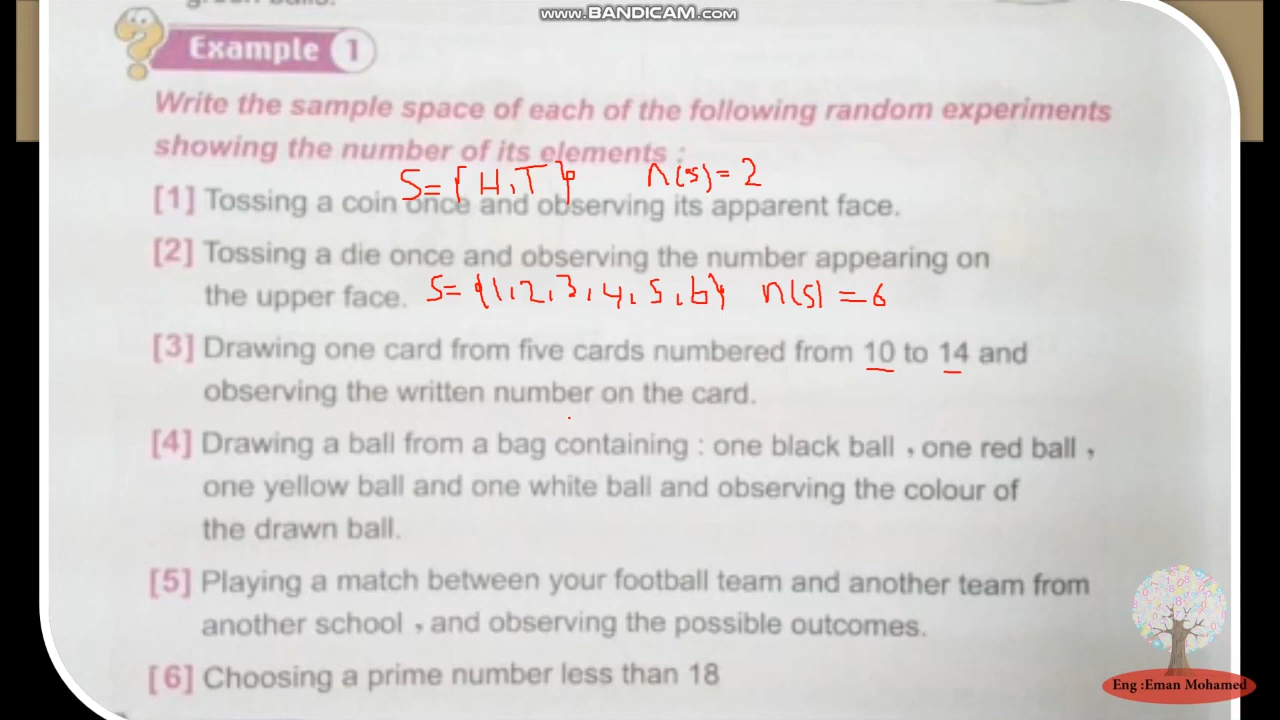 www.BANDICAM.com
green balls.
Example 1
Write the sample space of each of the following random experiments
showing the number of its elements :
S= {H,T} n(s)=2
[1] Tossing a coin once and observing its apparent face.
[2] Tossing a die once and observing the number appearing on
the upper face. S= {1,2,3,4,5,6} n(s)=6
[3] Drawing one card from five cards numbered from 10 to 14 and
observing the written number on the card.
[4] Drawing a ball from a bag containing : one black ball , one red ball ,
one yellow ball and one white ball and observing the colour of
the drawn ball.
[5] Playing a match between your football team and another team from
another school , and observing the possible outcomes.
[6] Choosing a prime number less than 18
Eng :Eman Mohamed